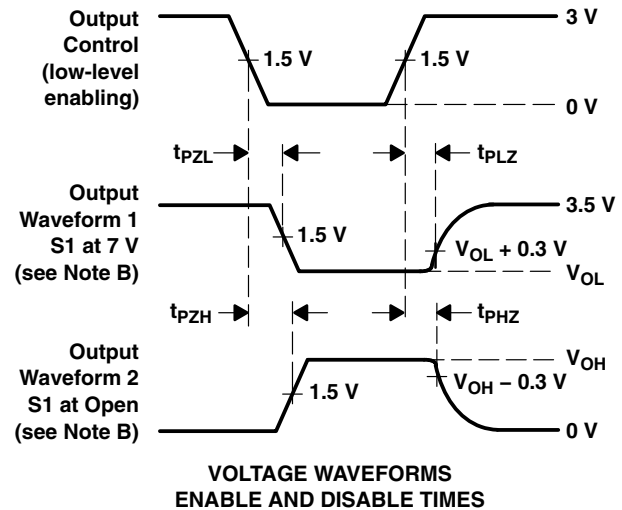 Output
Control
(low-level
enabling)
3 V
1.5 V
1.5 V
0 V
tPZL
tPLZ
Output
Waveform 1
S1 at 7 V
(see Note B)
3.5 V
1.5 V
VOL + 0.3 V
VOL
tPZH
tPHZ
Output
Waveform 2
S1 at Open
(see Note B)
VOH
1.5 V
VOH − 0.3 V
0 V
VOLTAGE WAVEFORMS
ENABLE AND DISABLE TIMES